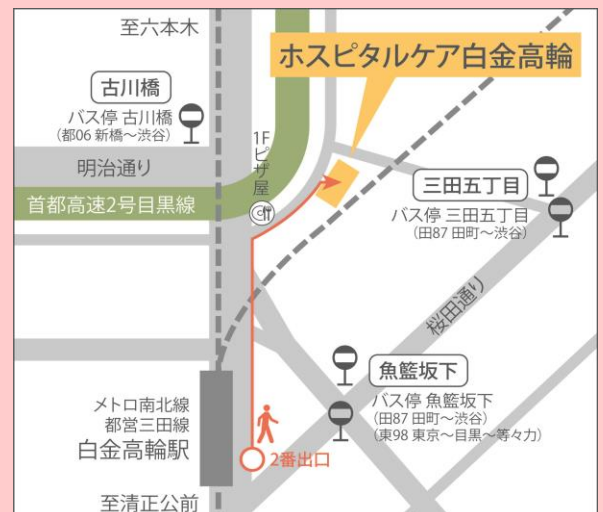 至六本木
ホスピタルケア白金高輪
古川橋
バス停 古川橋
（都06 新橋～渋谷）
1Fピザ屋
明治通り
首都高速2号目黒線
三田五丁目
バス停 三田五丁目
（田87 田町～渋谷）
桜田通り
魚籃坂下
バス停 魚籃坂下
（田87 田町～渋谷）
（東98 東京～目黒～等々力）
メトロ南北線
都営三田線
白金高輪駅
2番出口
至清正公前